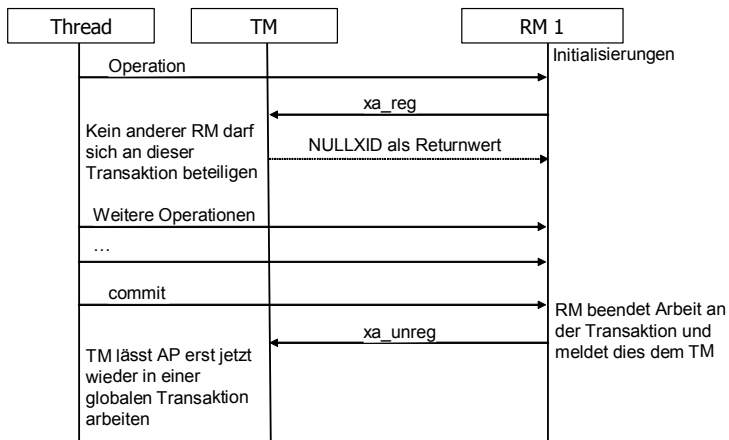 Thread
TM
RM 1
Initialisierungen
Operation
xa_reg
Kein anderer RM darf
sich an dieser
Transaktion beteiligen
NULLXID als Returnwert
Weitere Operationen
…
commit
RM beendet Arbeit an
der Transaktion und
meldet dies dem TM
xa_unreg
TM lässt AP erst jetzt
wieder in einer
globalen Transaktion
arbeiten